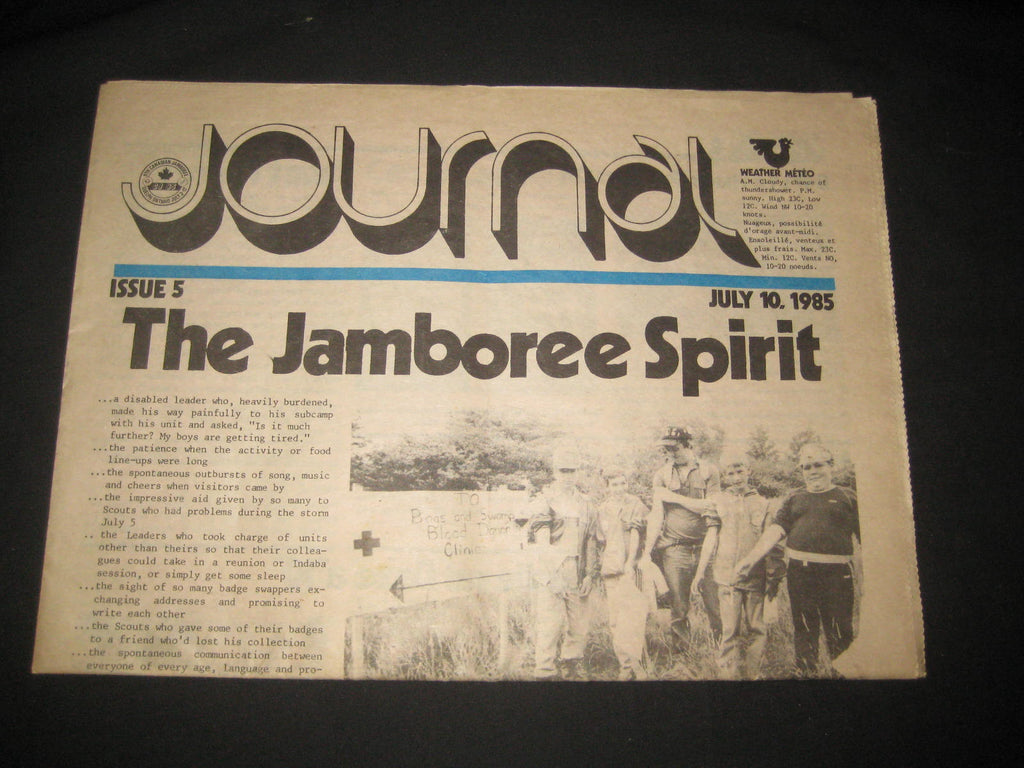 Journal
6TH CANADIAN JAMBOREE
WEATHER MÉTÉO
A.M. Cloudy, chance of
thundershower. P.M.
sunny. High 23C, Low
12C. Wind NW 10-20
knots.
Nuageux, possibilité
d'orage avant-midi.
Ensoleillé, venteux et
plus frais. Max. 23C,
Min. 12C. Vents NO,
10-20 noeuds.
ISSUE 5
JULY 10, 1985
The Jamboree Spirit
...a disabled leader who, heavily burdened,
made his way painfully to his subcamp
with his unit and asked, "Is it much
further? My boys are getting tired."
...the patience when the activity or food
line-ups were long
...the spontaneous outbursts of song, music
and cheers when visitors came by
...the impressive aid given by so many to
Scouts who had problems during the storm
July 5
.. the Leaders who took charge of units
other than theirs so that their collea-
gues could take in a reunion or Indaba
session, or simply get some sleep
...the sight of so many badge swappers ex-
changing addresses and promising to
write each other
...the Scouts who gave some of their badges
to a friend who'd lost his collection
...the spontaneous communication between
everyone of every age, language and pro-
TO
and Swamp
Blood Donor
Clinic